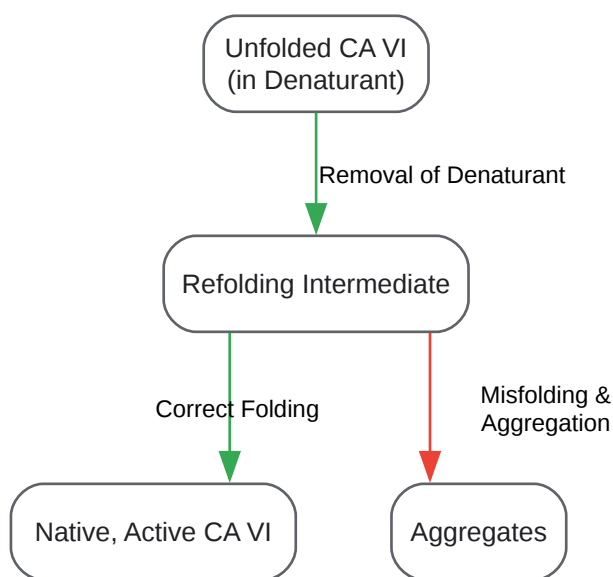 Unfolded CA VI
(in Denaturant)
Removal of Denaturant
Refolding Intermediate
Correct Folding
Misfolding &
Aggregation
Native, Active CA VI
Aggregates